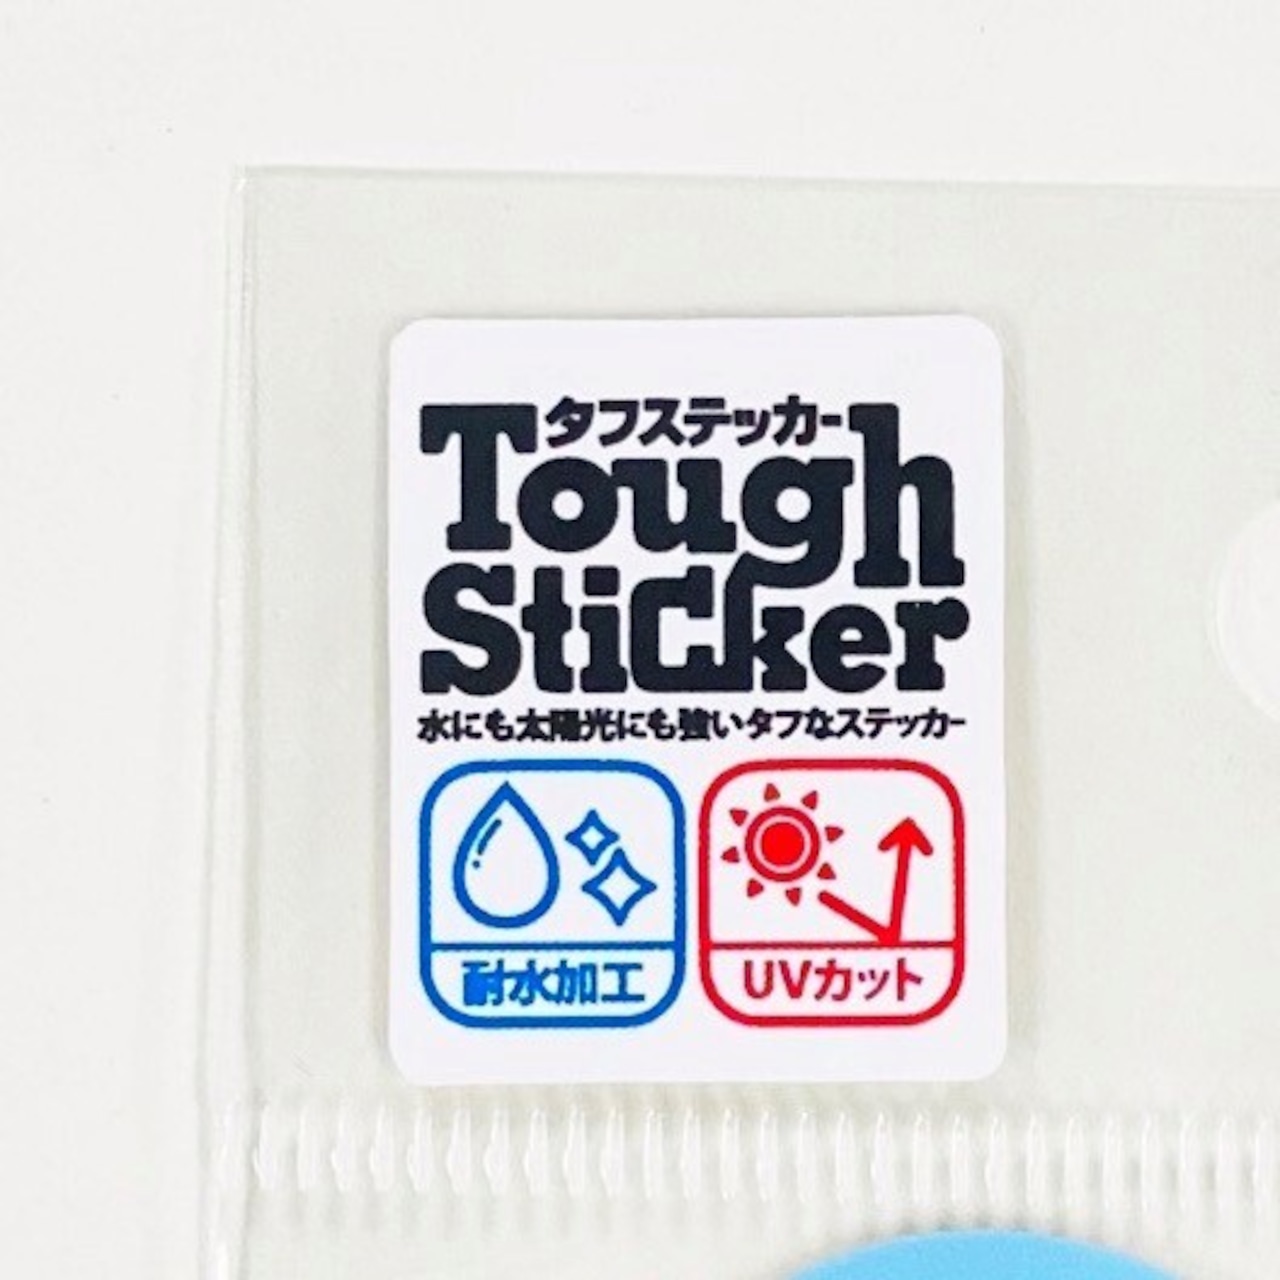 タフステッカー
Tough
Sticker
水にも太陽光にも強いタフなステッカー
耐水加工
UVカット